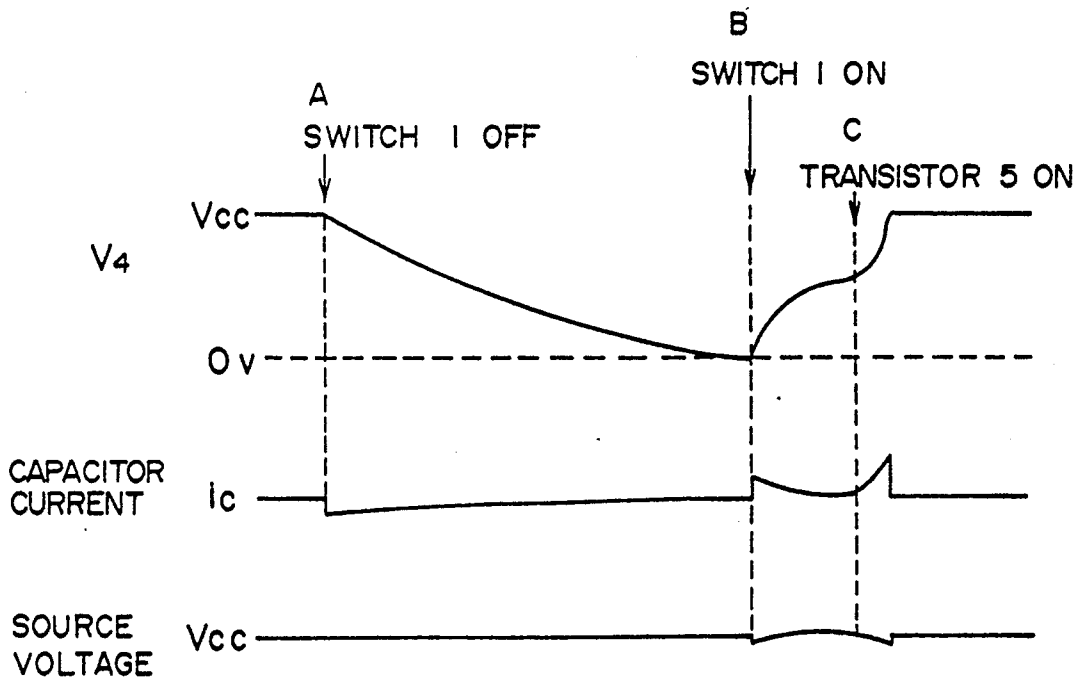 B
SWITCH 1 ON
A
SWITCH 1 OFF
C
TRANSISTOR 5 ON
Vcc
V4
0V
CAPACITOR
CURRENT
Ic
SOURCE
VOLTAGE
Vcc